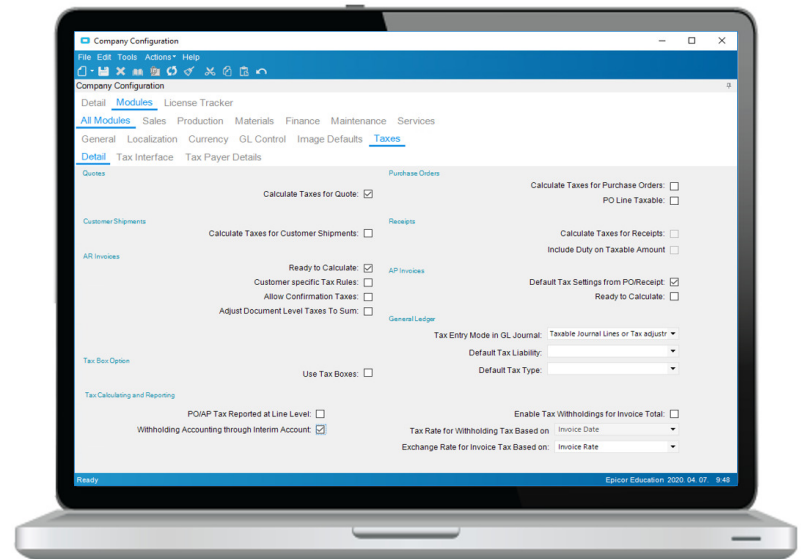 Company Configuration
File Edit Tools Actions Help
Company Configuration
Detail Modules License Tracker
All Modules Sales Production Materials Finance Maintenance Services
General Localization Currency GL Control Image Defaults Taxes
Detail Tax Interface Tax Payer Details
Quotes
Calculate Taxes for Quote:
Customer Shipments
Calculate Taxes for Customer Shipments:
AR Invoices
Ready to Calculate:
Customer specific Tax Rules:
Allow Confirmation Taxes:
Adjust Document Level Taxes To Sum:
Tax Box Option
Use Tax Boxes:
Tax Calculating and Reporting
PO/AP Tax Reported at Line Level:
Withholding Accounting through Interim Account:
Purchase Orders
Calculate Taxes for Purchase Orders:
PO Line Taxable:
Receipts
Calculate Taxes for Receipts:
Include Duty on Taxable Amount
AP Invoices
Default Tax Settings from PO/Receipt:
Ready to Calculate:
General Ledger
Tax Entry Mode in GL Journal: Taxable Journal Lines or Tax adjustr
Default Tax Liability:
Default Tax Type:
Enable Tax Withholdings for Invoice Total:
Tax Rate for Withholding Tax Based on Invoice Date
Exchange Rate for Invoice Tax Based on: Invoice Rate
Ready Epicor Education 2020. 04. 07. 9:48